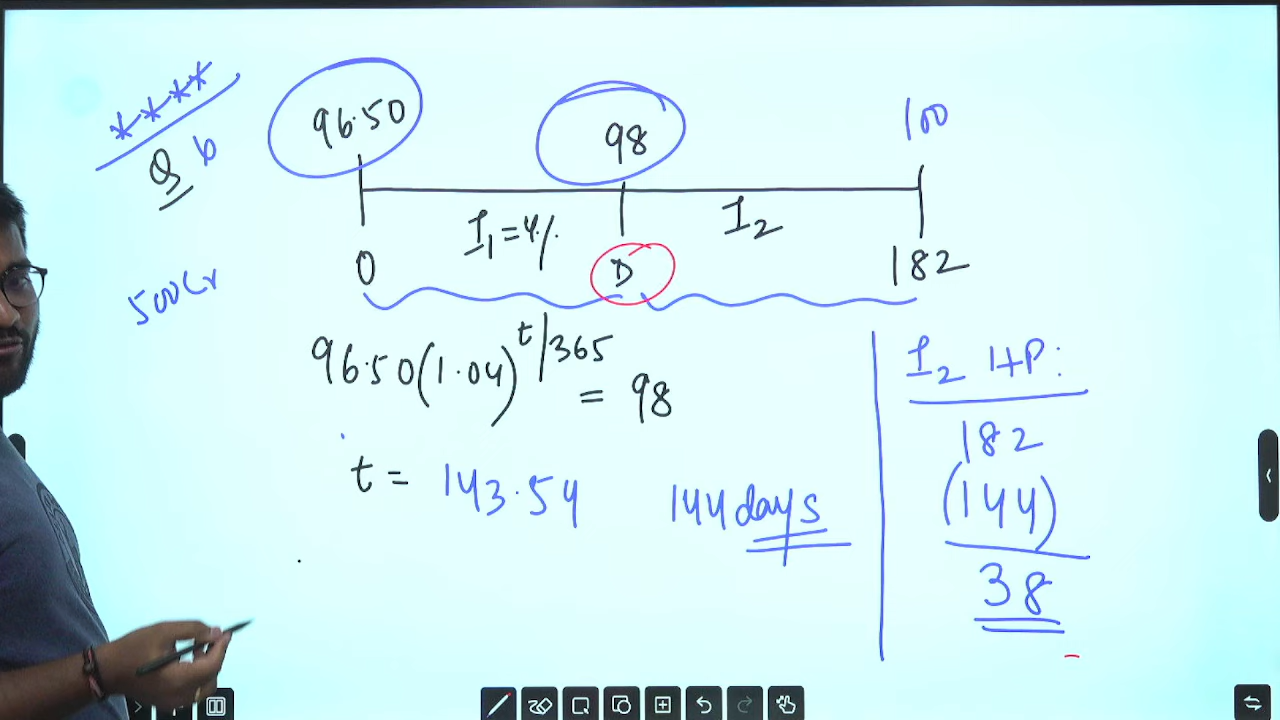 ****
Q b
500Cr
96.50 98 100
I₁=4% I₂
0 D 182
96.50(1.04)^t/365 = 98
t = 143.54 144 days
I₂ HP:
182
(144)
38